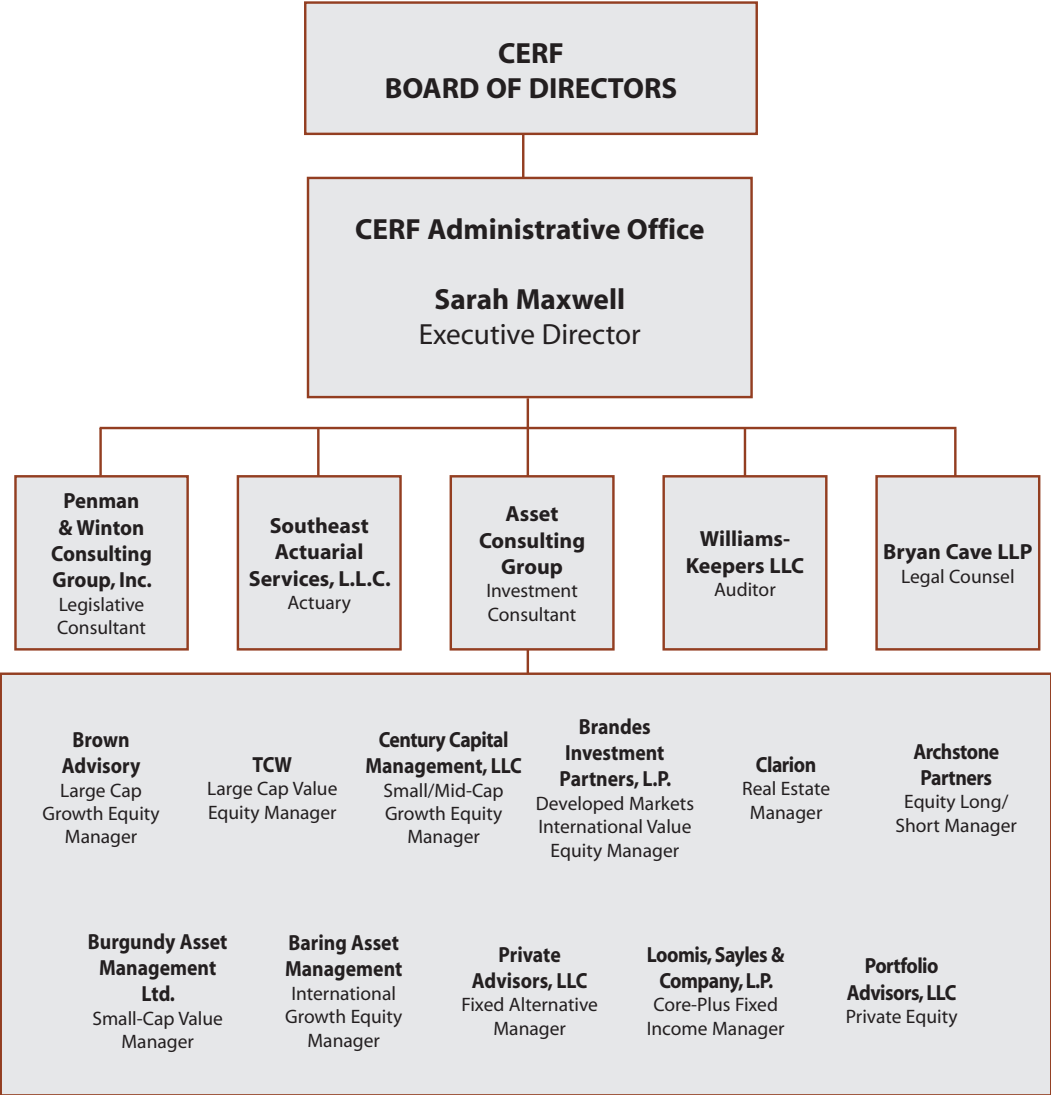 CERF
BOARD OF DIRECTORS
CERF Administrative Office
Sarah Maxwell
Executive Director
Penman
& Winton
Consulting
Group, Inc.
Legislative
Consultant
Southeast
Actuarial
Services, L.L.C.
Actuary
Asset
Consulting
Group
Investment
Consultant
Williams-
Keepers LLC
Auditor
Bryan Cave LLP
Legal Counsel
Brown
Advisory
Large Cap
Growth Equity
Manager
TCW
Large Cap Value
Equity Manager
Century Capital
Management, LLC
Small/Mid-Cap
Growth Equity
Manager
Brandes
Investment
Partners, L.P.
Developed Markets
International Value
Equity Manager
Clarion
Real Estate
Manager
Archstone
Partners
Equity Long/
Short Manager
Burgundy Asset
Management
Ltd.
Small-Cap Value
Manager
Baring Asset
Management
International
Growth Equity
Manager
Private
Advisors, LLC
Fixed Alternative
Manager
Loomis, Sayles &
Company, L.P.
Core-Plus Fixed
Income Manager
Portfolio
Advisors, LLC
Private Equity